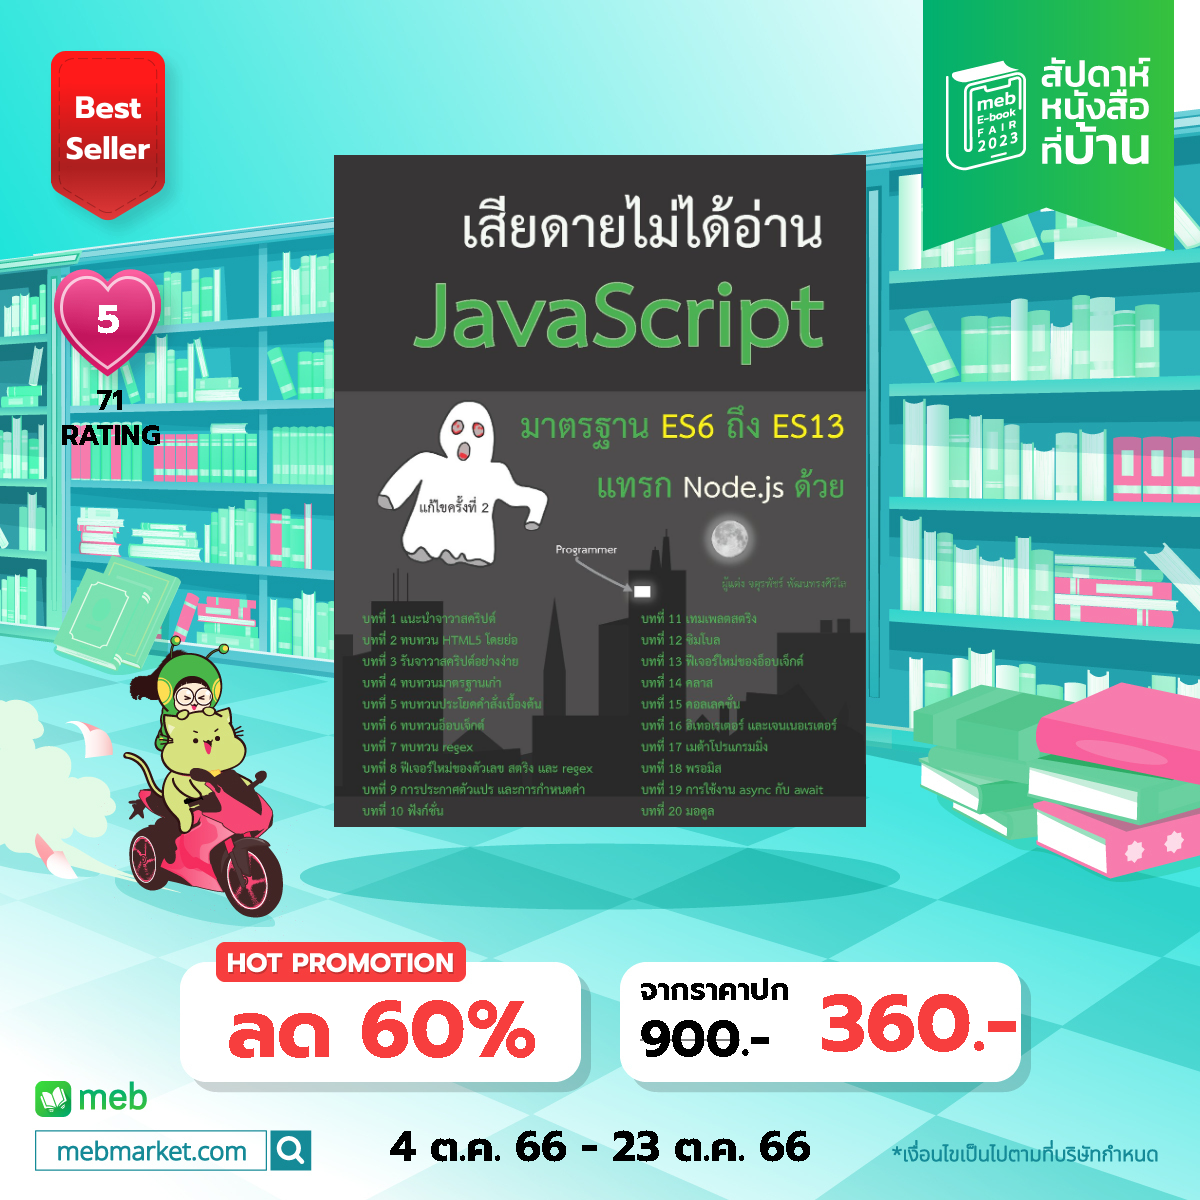 Best
Seller
meb
E-book
FAIR
2023
สัปดาห์
หนังสือ
ที่บ้าน
5
71
RATING
เสียดายไม่ได้อ่าน
JavaScript
มาตรฐาน ES6 ถึง ES13
แทรก Node.js ด้วย
แก้ไขครั้งที่ 2
Programmer
ผู้แต่ง จตุรพัชร์ พัฒนทรงศิวิไล
บทที่ 1 แนะนำจาวาสคริปต์
บทที่ 2 ทบทวน HTML5 โดยย่อ
บทที่ 3 รันจาวาสคริปต์อย่างง่าย
บทที่ 4 ทบทวนมาตรฐานเก่า
บทที่ 5 ทบทวนประโยคคำสั่งเบื้องต้น
บทที่ 6 ทบทวนอ็อบเจ็กต์
บทที่ 7 ทบทวน regex
บทที่ 8 ฟีเจอร์ใหม่ของตัวเลข สตริง และ regex
บทที่ 9 การประกาศตัวแปร และการกำหนดค่า
บทที่ 10 ฟังก์ชั่น
บทที่ 11 เทมเพลตสตริง
บทที่ 12 ซิมโบล
บทที่ 13 ฟีเจอร์ใหม่ของอ็อบเจ็กต์
บทที่ 14 คลาส
บทที่ 15 คอลเลคชั่น
บทที่ 16 อิเทอเรเตอร์ และเจนเนอเรเตอร์
บทที่ 17 เมต้าโปรแกรมมิ่ง
บทที่ 18 พรอมิส
บทที่ 19 การใช้งาน async กับ await
บทที่ 20 มอดูล
HOT PROMOTION
ลด 60%
จากราคาปก
900.-
360.-
meb
mebmarket.com
4 ต.ค. 66 - 23 ต.ค. 66
*เงื่อนไขเป็นไปตามที่บริษัทกำหนด